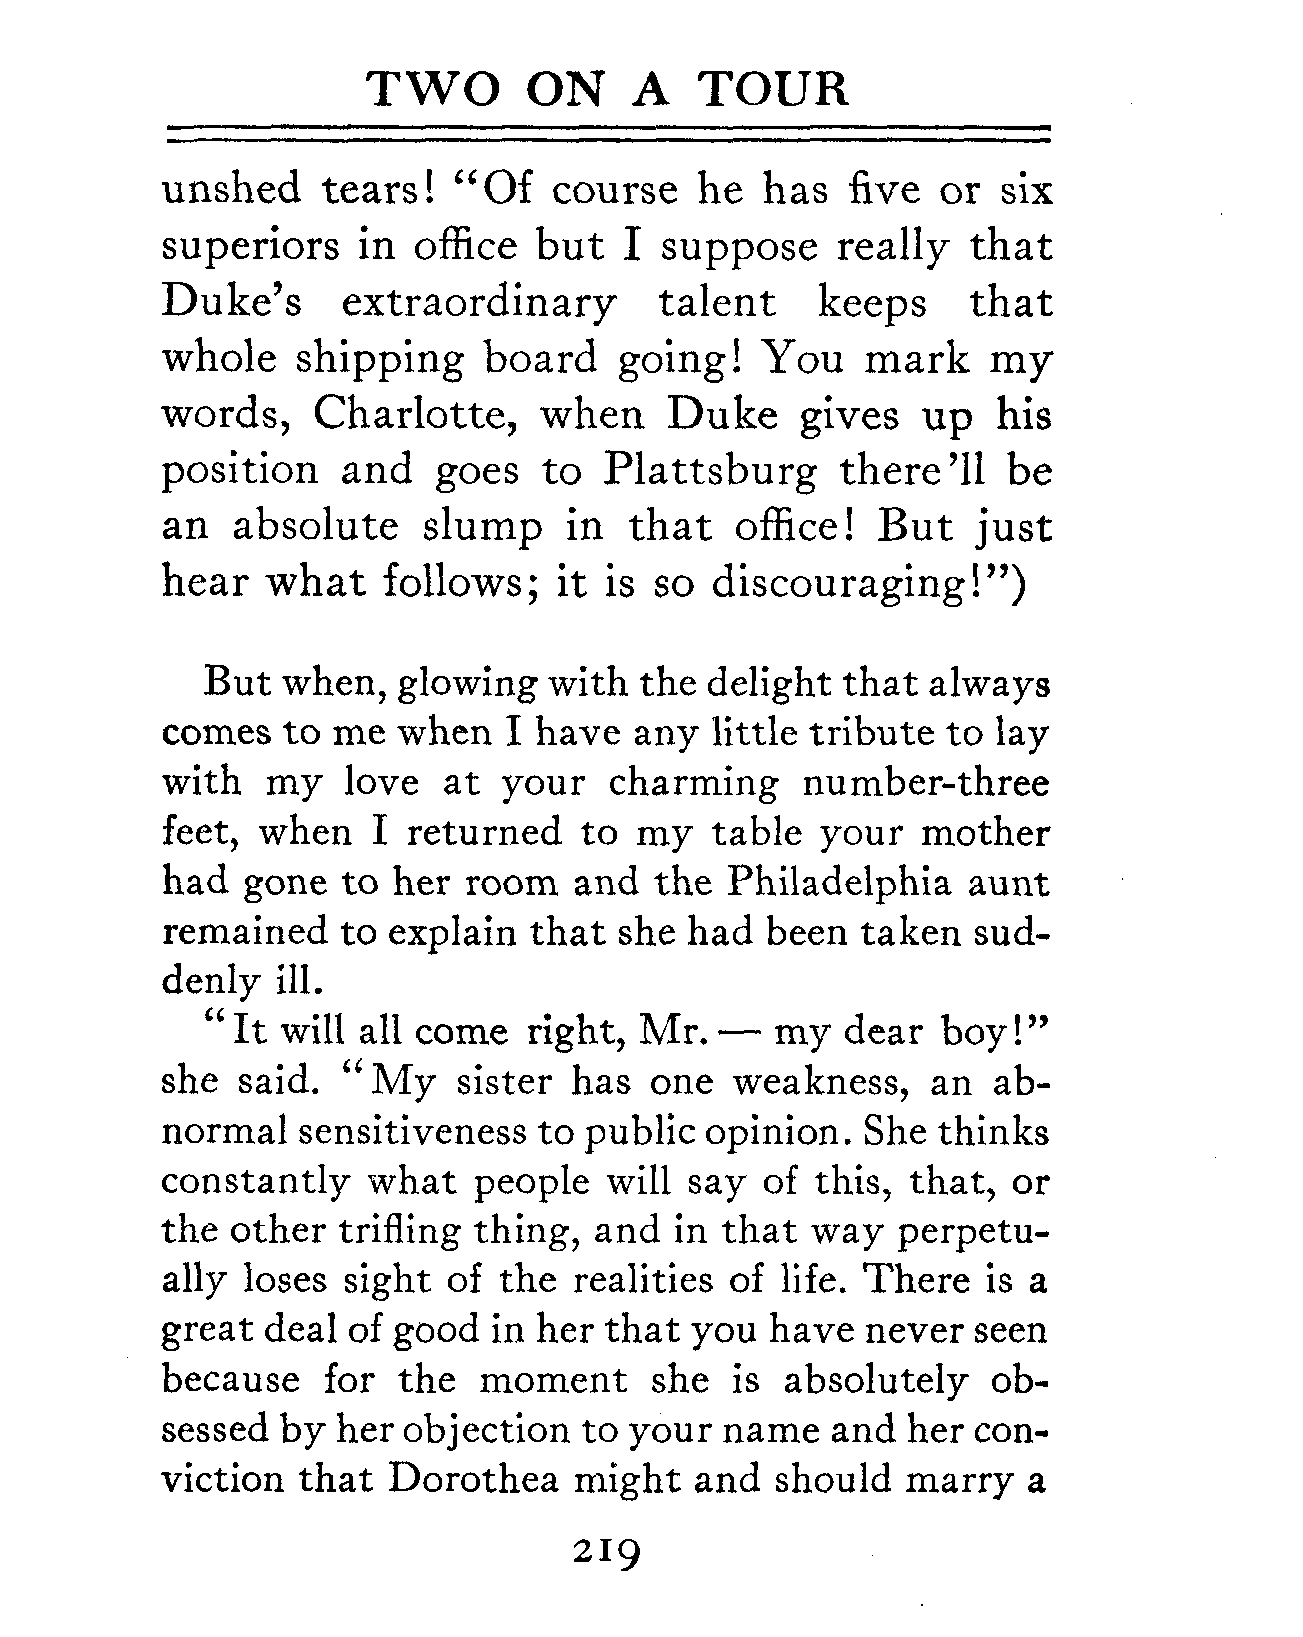 TWO ON A TOUR
unshed tears! “Of course he has five or six
superiors in office but I suppose really that
Duke’s extraordinary talent keeps that
whole shipping board going! You mark my
words, Charlotte, when Duke gives up his
position and goes to Plattsburg there’ll be
an absolute slump in that office! But just
hear what follows; it is so discouraging!”)
But when, glowing with the delight that always
comes to me when I have any little tribute to lay
with my love at your charming number-three
feet, when I returned to my table your mother
had gone to her room and the Philadelphia aunt
remained to explain that she had been taken sud-
denly ill.
“It will all come right, Mr. — my dear boy!”
she said. “My sister has one weakness, an ab-
normal sensitiveness to public opinion. She thinks
constantly what people will say of this, that, or
the other trifling thing, and in that way perpetu-
ally loses sight of the realities of life. There is a
great deal of good in her that you have never seen
because for the moment she is absolutely ob-
sessed by her objection to your name and her con-
viction that Dorothea might and should marry a
219